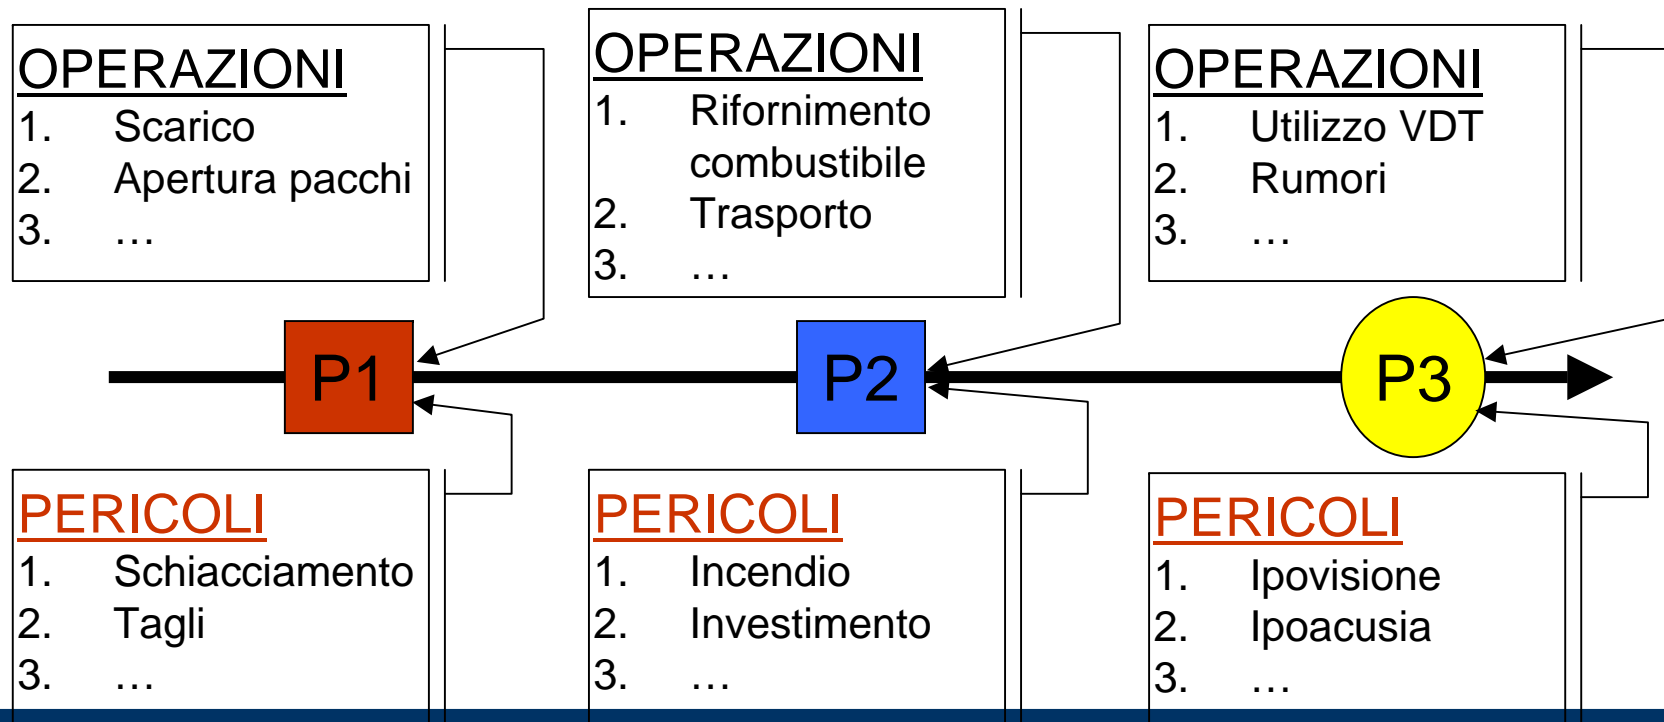 OPERAZIONI
1. Scarico
2. Apertura pacchi
3. …
OPERAZIONI
1. Rifornimento
combustibile
2. Trasporto
3. …
OPERAZIONI
1. Utilizzo VDT
2. Rumori
3. …
P1
P2
P3
PERICOLI
1. Schiacciamento
2. Tagli
3. …
PERICOLI
1. Incendio
2. Investimento
3. …
PERICOLI
1. Ipovisione
2. Ipoacusia
3. …